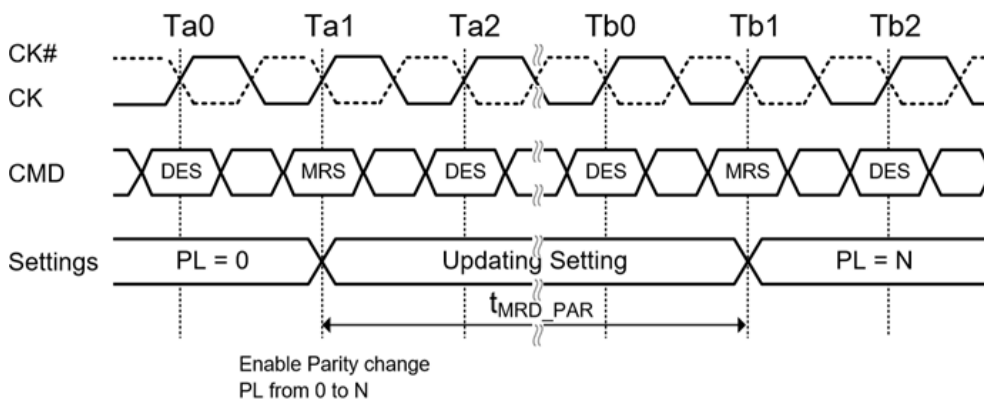 Ta0 Ta1 Ta2 Tb0 Tb1 Tb2
CK#
CK
CMD DES MRS DES DES MRS DES
Settings PL = 0 Updating Setting PL = N
tMRD_PAR
Enable Parity change
PL from 0 to N